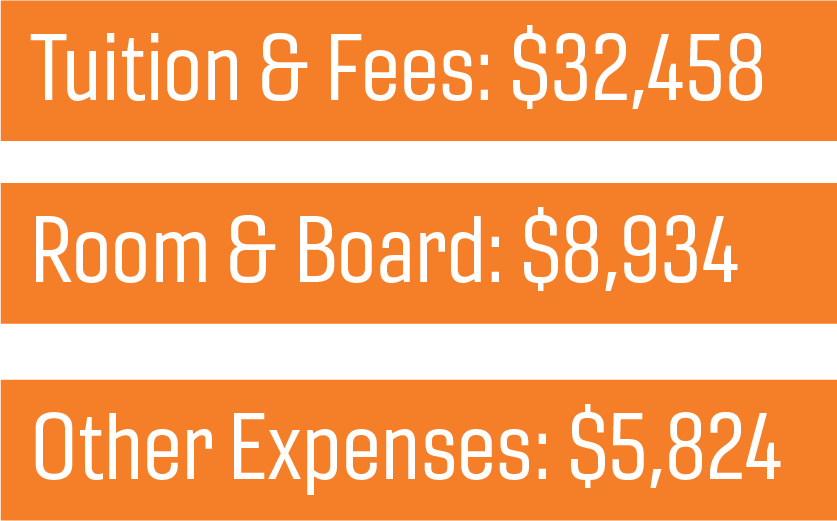 Tuition & Fees: $32,458
Room & Board: $8,934
Other Expenses: $5,824